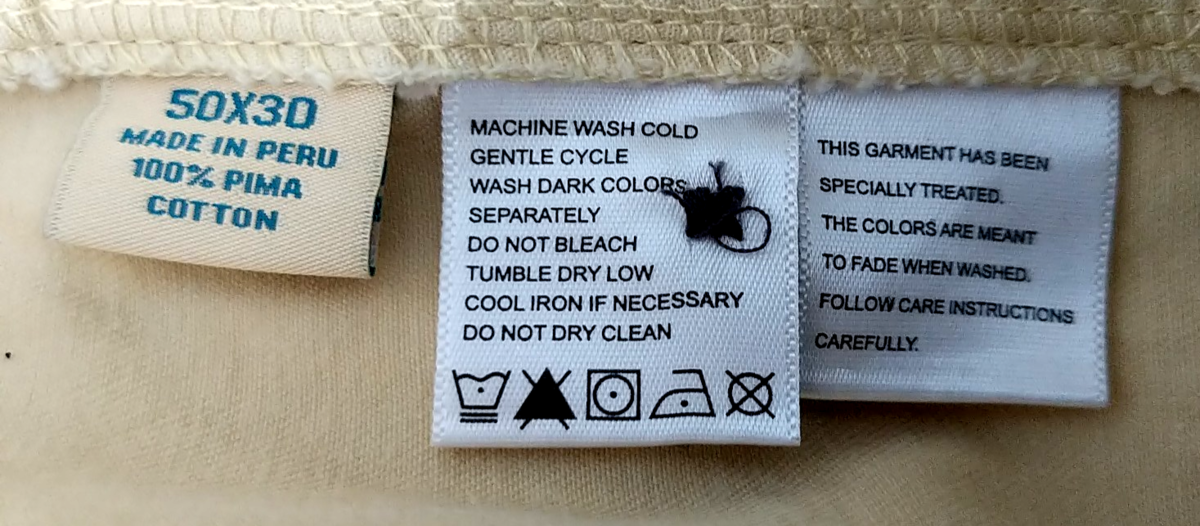 50X30
MADE IN PERU
100% PIMA
COTTON
MACHINE WASH COLD
GENTLE CYCLE
WASH DARK COLORS
SEPARATELY
DO NOT BLEACH
TUMBLE DRY LOW
COOL IRON IF NECESSARY
DO NOT DRY CLEAN
THIS GARMENT HAS BEEN
SPECIALLY TREATED.
THE COLORS ARE MEANT
TO FADE WHEN WASHED.
FOLLOW CARE INSTRUCTIONS
CAREFULLY.